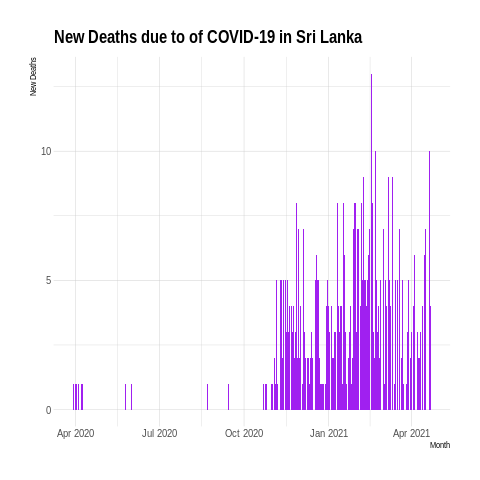 New Deaths due to of COVID-19 in Sri Lanka
New Deaths
10
5
0
Apr 2020 Jul 2020 Oct 2020 Jan 2021 Apr 2021
Month